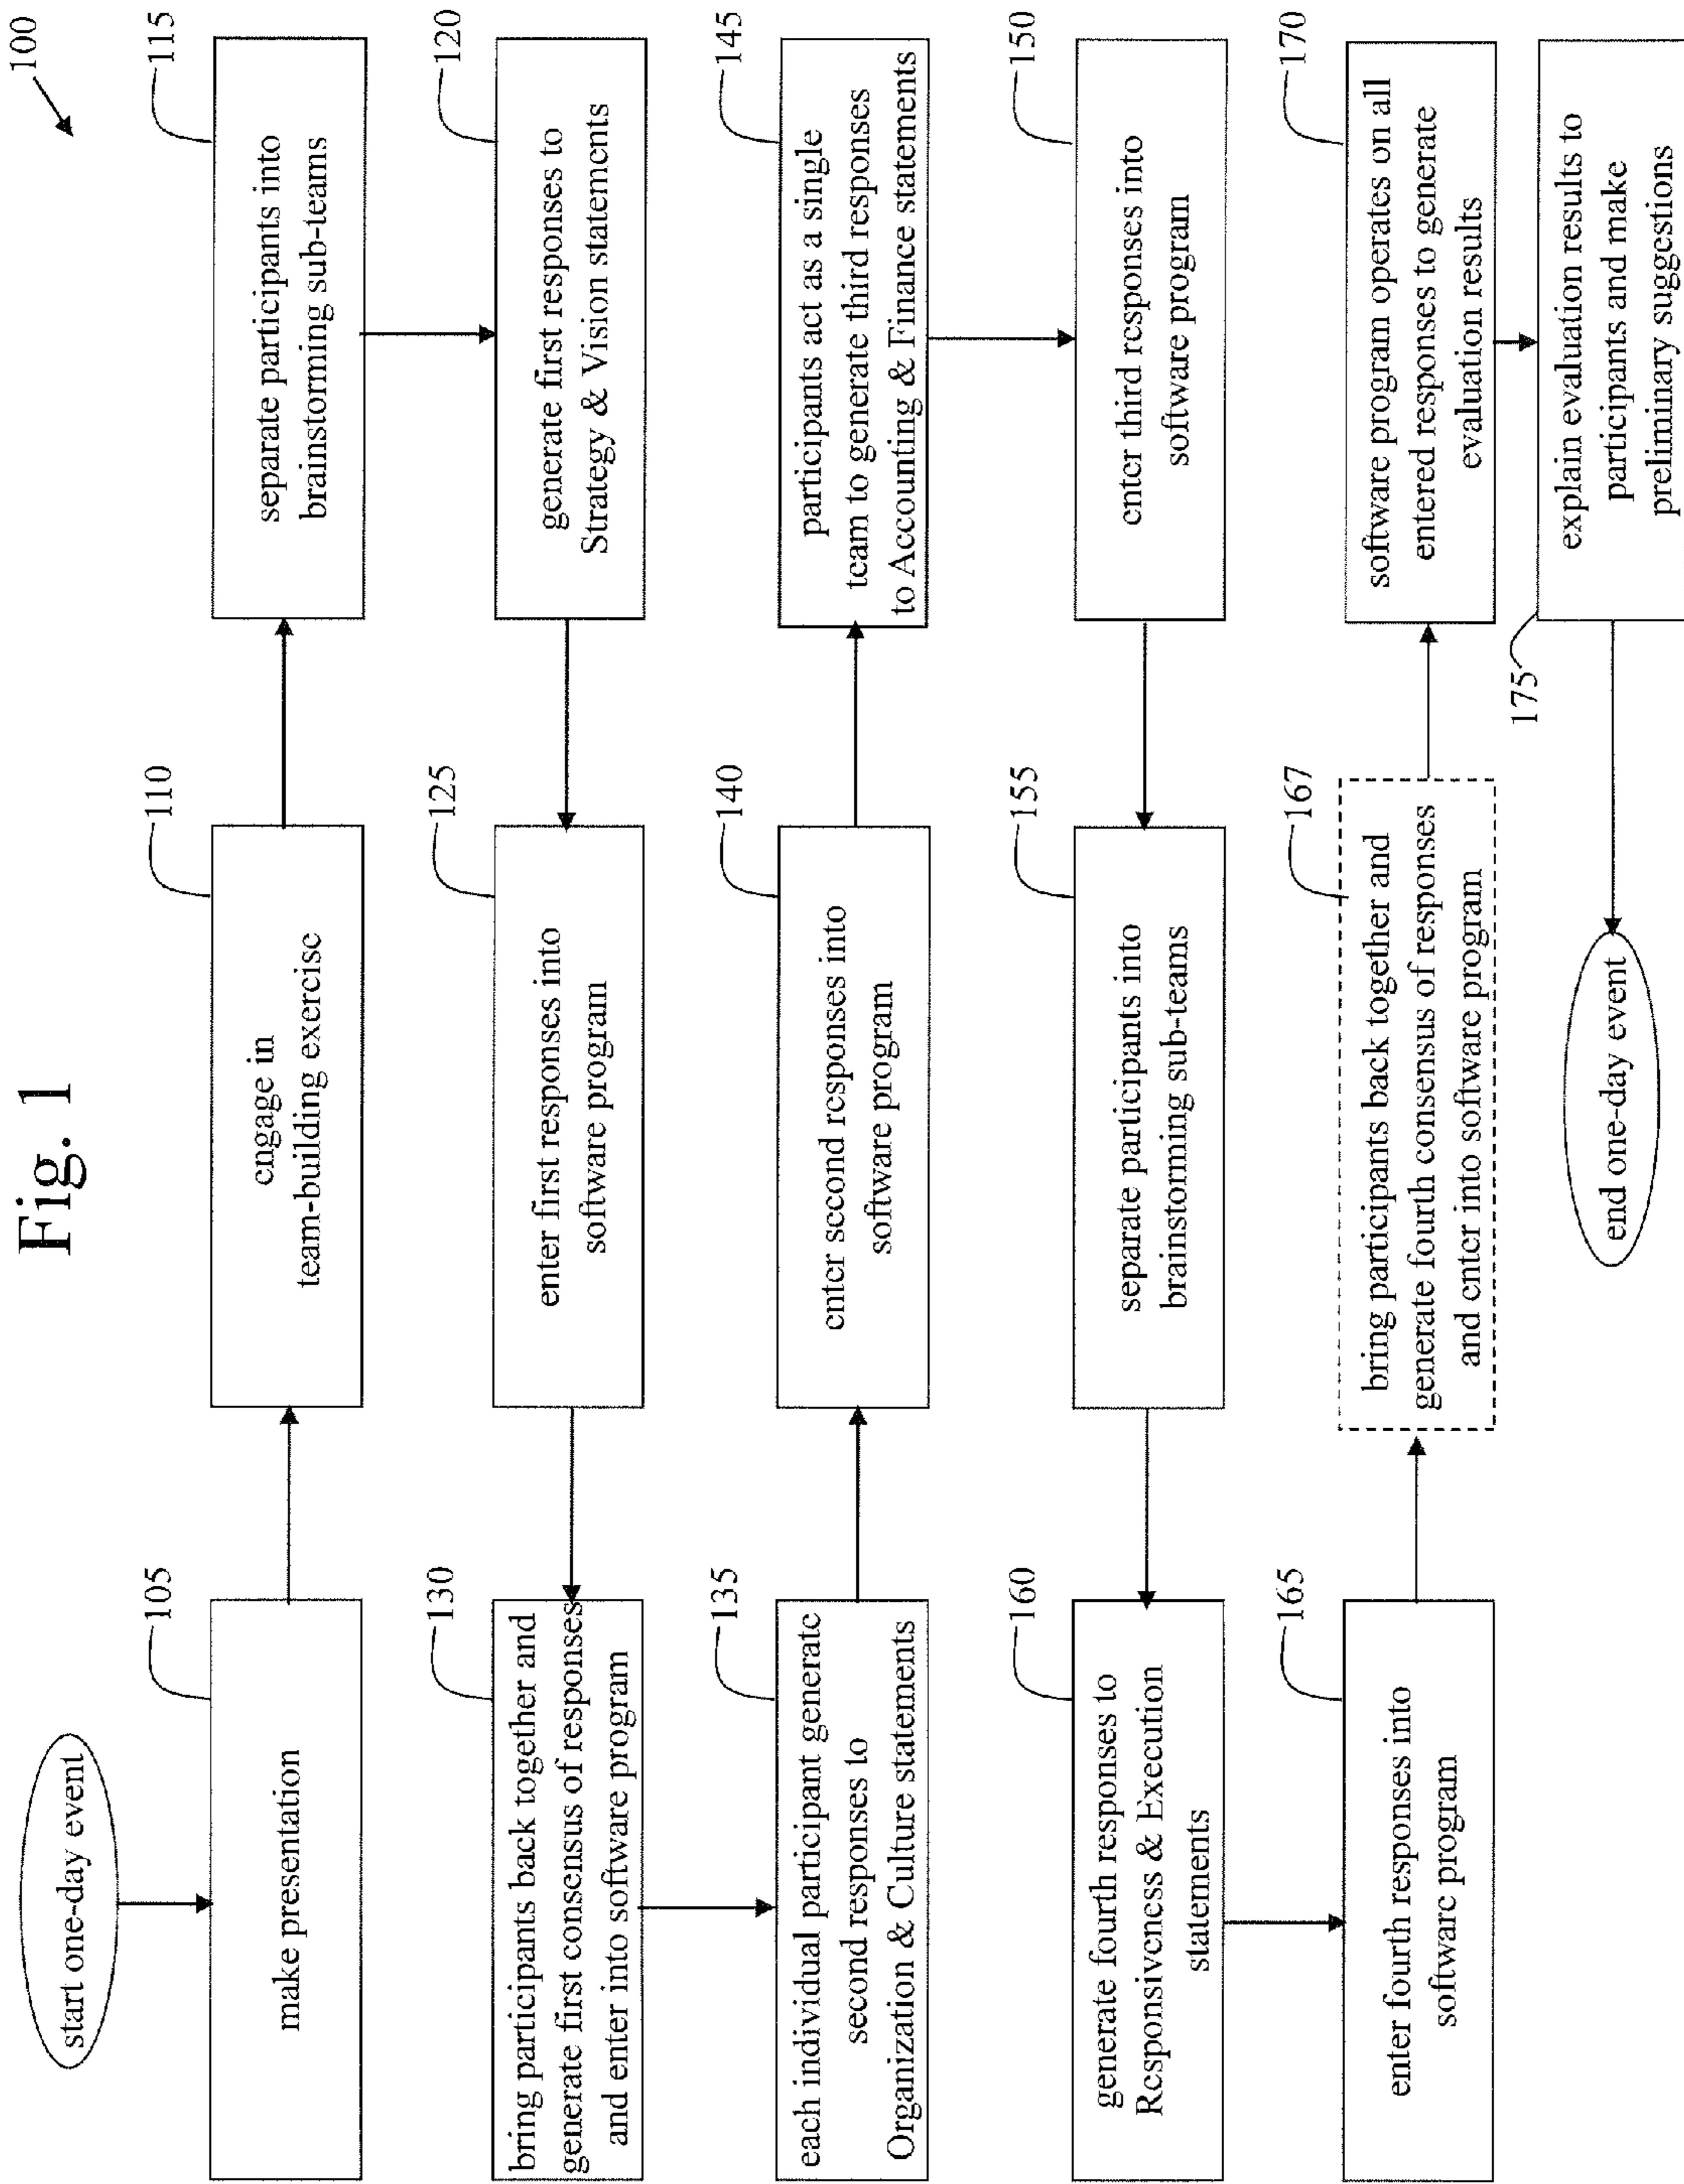 Fig. 1
100
start one-day event
105
make presentation
110
engage in
team-building exercise
115
separate participants into
brainstorming sub-teams
120
generate first responses to
Strategy & Vision statements
125
enter first responses into
software program
130
bring participants back together and
generate first consensus of responses
and enter into software program
135
each individual participant generate
second responses to
Organization & Culture statements
140
enter second responses into
software program
145
participants act as a single
team to generate third responses
to Accounting & Finance statements
150
enter third responses into
software program
155
separate participants into
brainstorming sub-teams
160
generate fourth responses to
Responsiveness & Execution
statements
165
enter fourth responses into
software program
167
bring participants back together and
generate fourth consensus of responses
and enter into software program
170
software program operates on all
entered responses to generate
evaluation results
175
explain evaluation results to
participants and make
preliminary suggestions
end one-day event